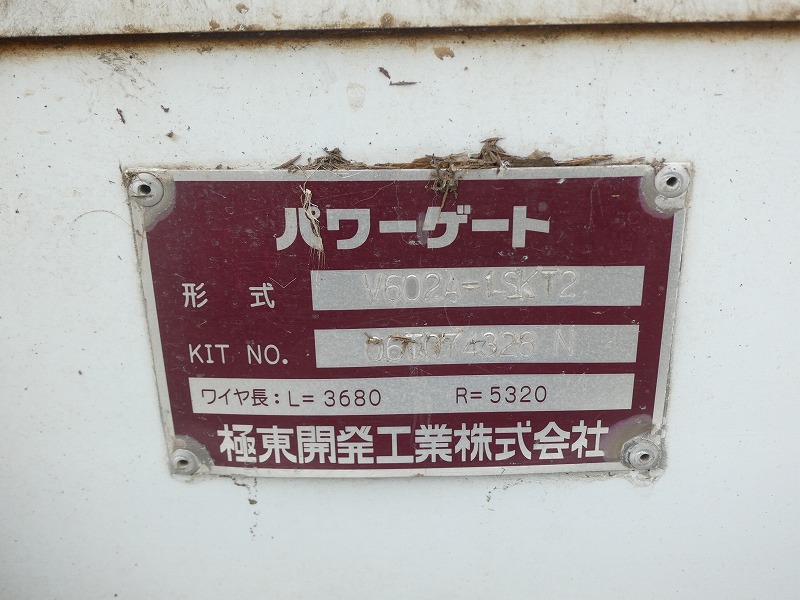 パワーゲート
形式 V602A-1SKT2
KIT NO.
ワイヤ長:L=3680 R=5320
極東開発工業株式会社